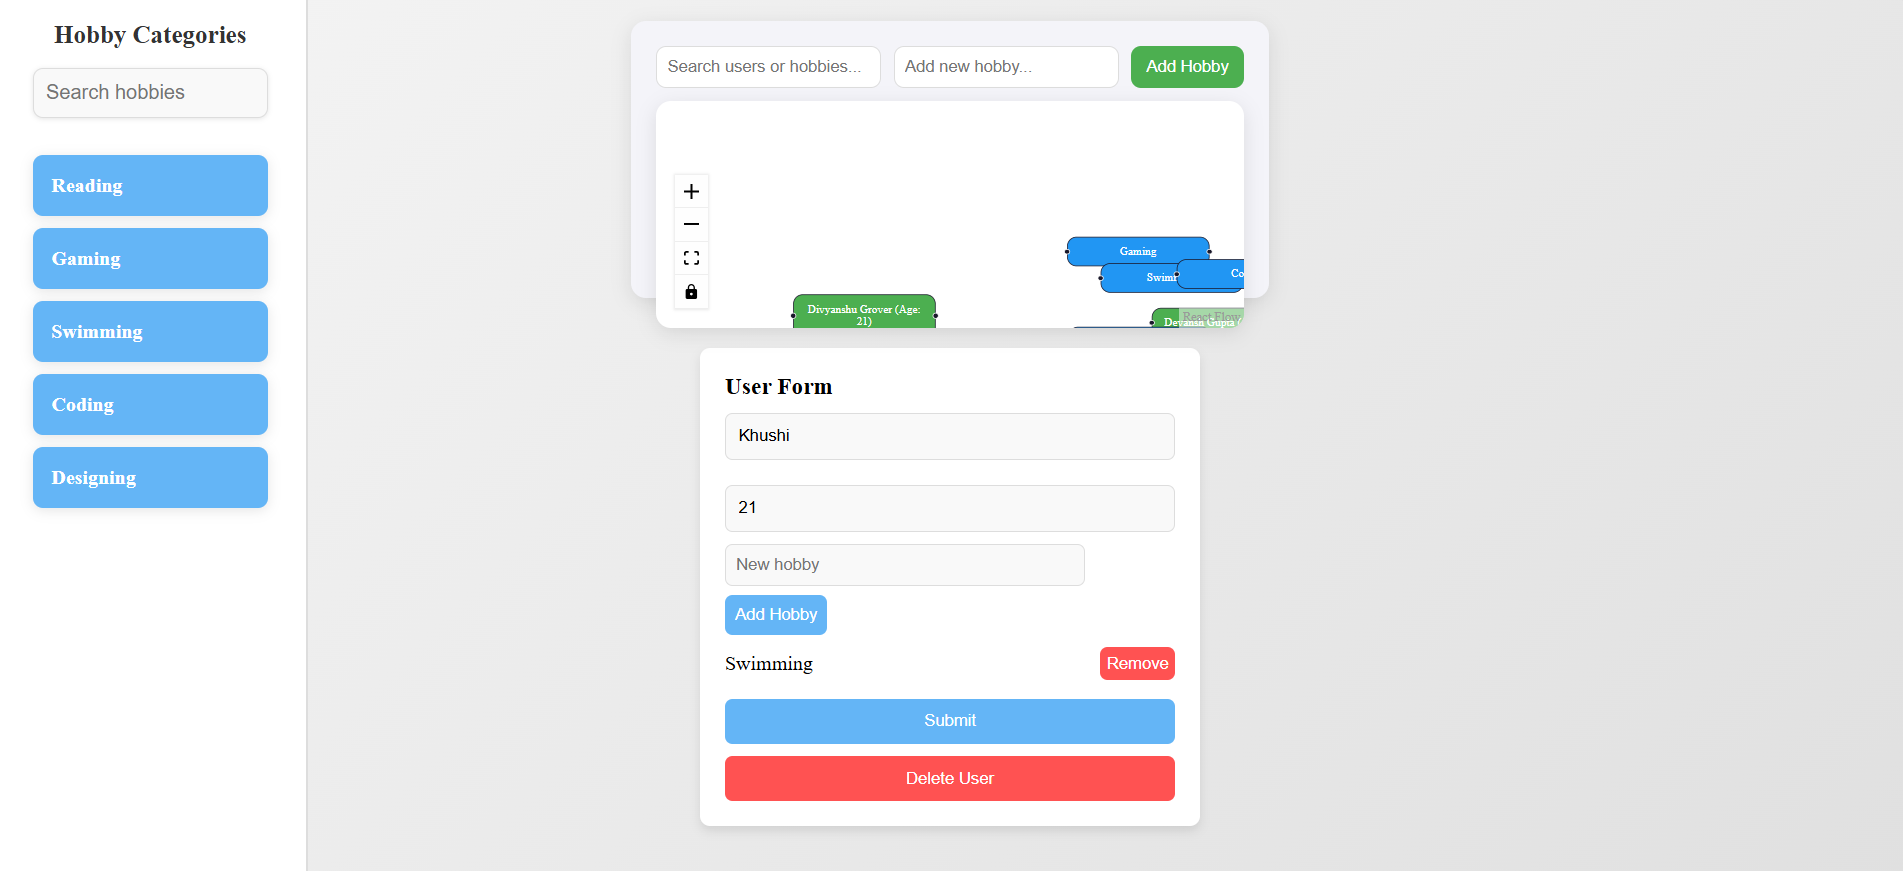 Hobby Categories
Search hobbies
Reading
Gaming
Swimming
Coding
Designing
Search users or hobbies...
Add new hobby...
Add Hobby
Gaming
Swimm
Co
Divyanshu Grover (Age:
21)
Devansh Gupta (
React Flow
User Form
Khushi
21
New hobby
Add Hobby
Swimming
Remove
Submit
Delete User